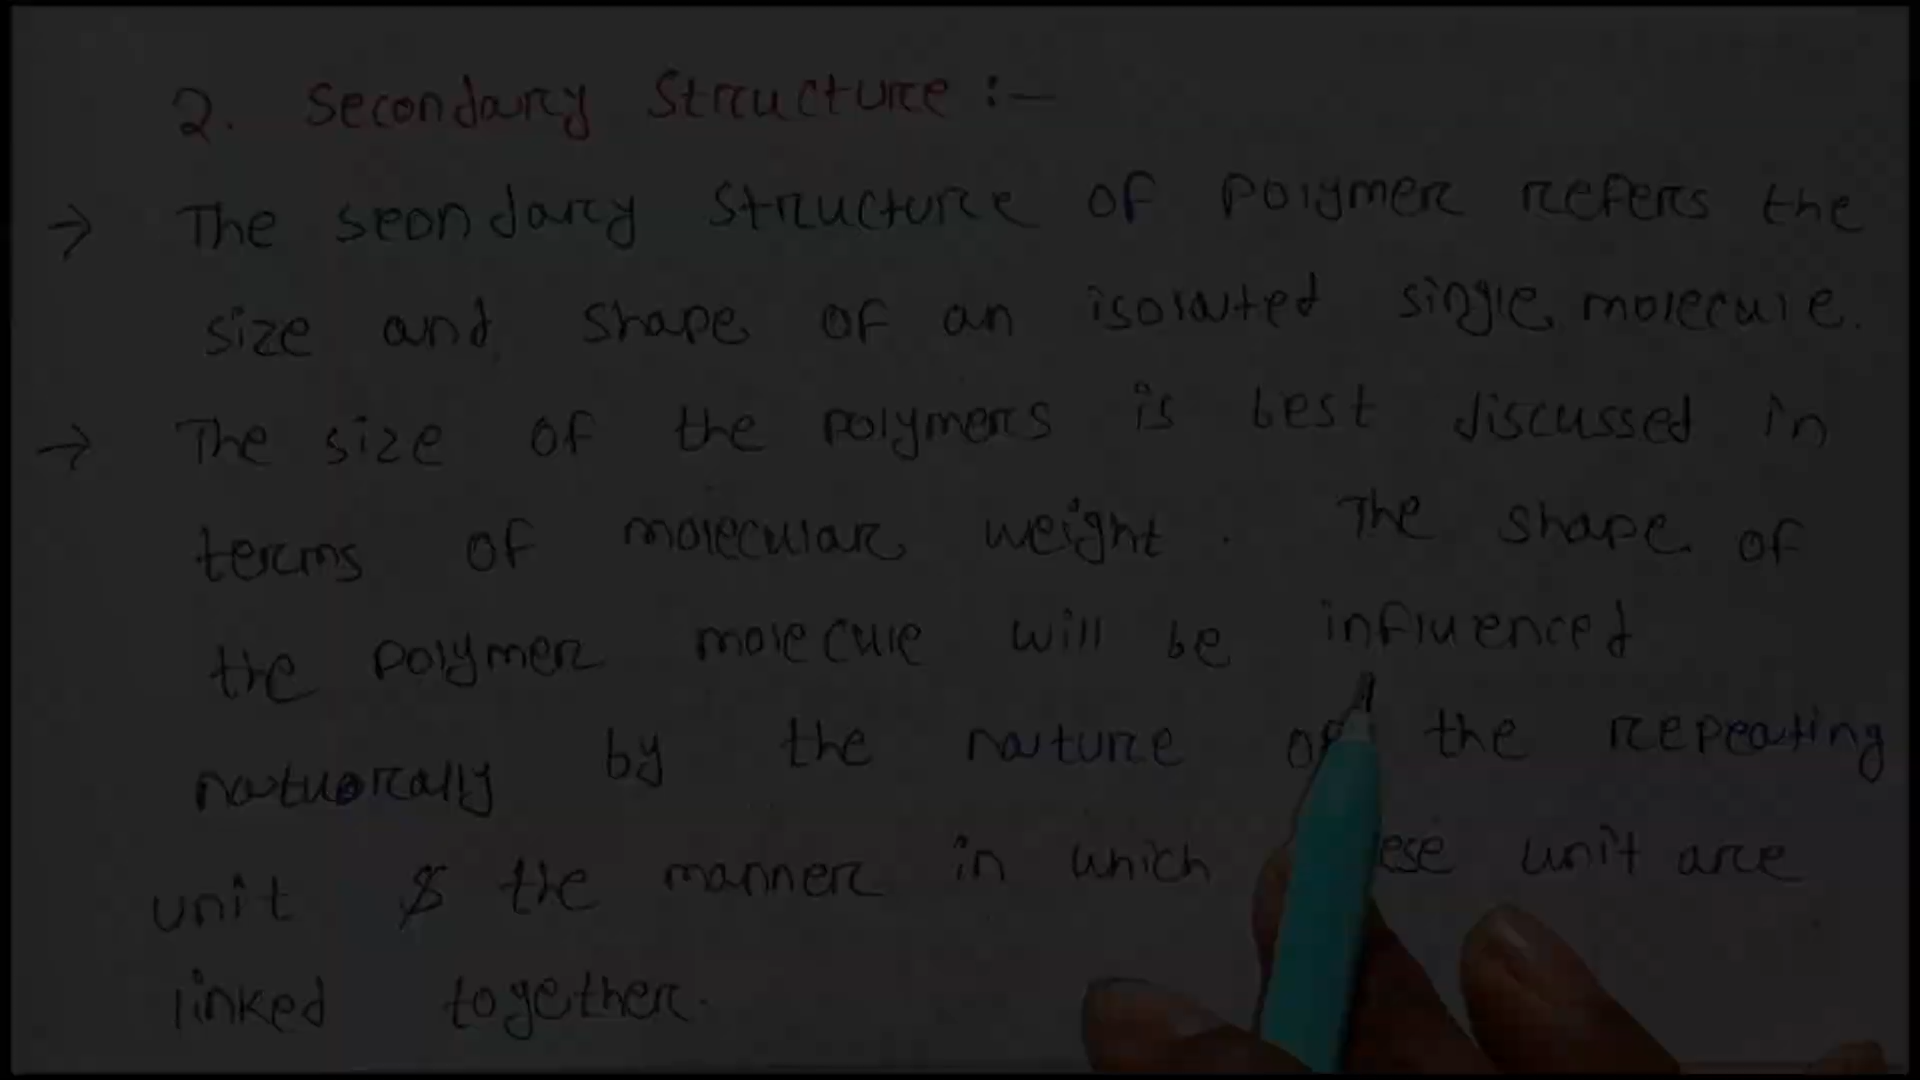 2. Secondary Structure :-
→ The seondary structure of polymer refers the
size and shape of an isolated single molecule.
→ The size of the polymers is best discussed in
terms of molecular weight. The shape of
the polymer molecule will be influenced
naturally by the nature of the repeating
unit & the manner in which ese unit are
linked together.